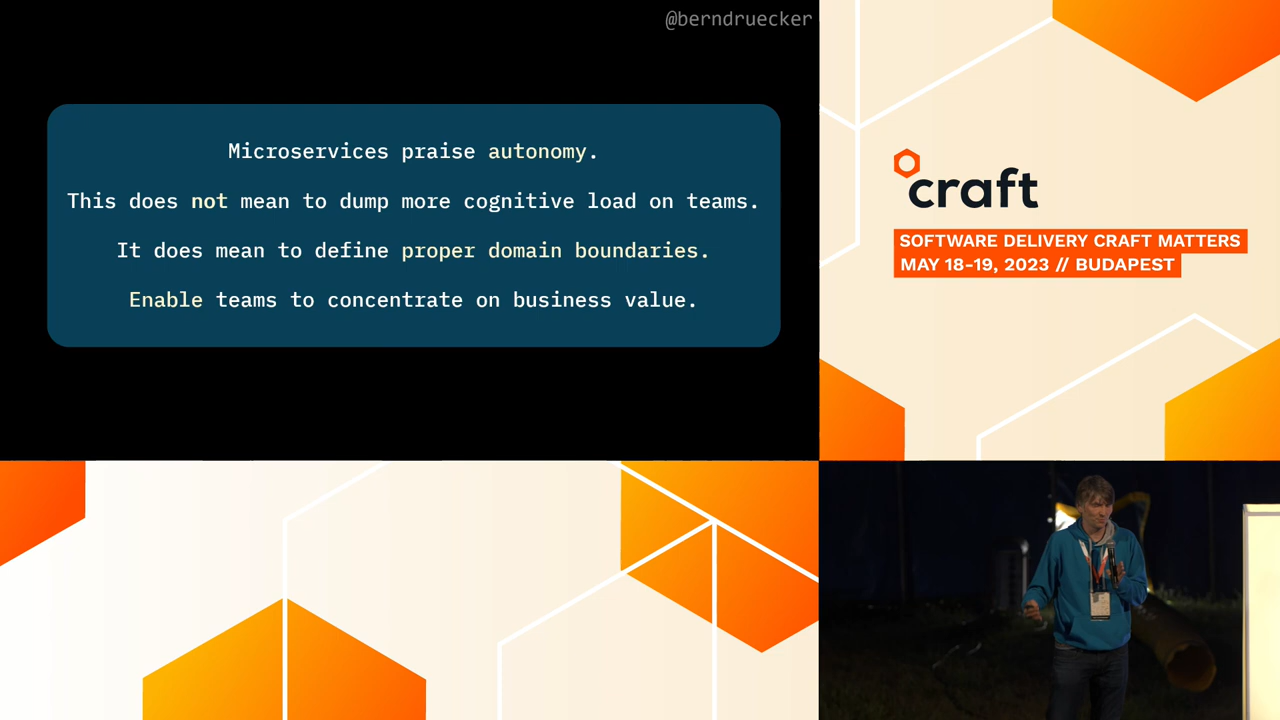 @berndruecker
Microservices praise autonomy.
This does not mean to dump more cognitive load on teams.
It does mean to define proper domain boundaries.
Enable teams to concentrate on business value.
craft
SOFTWARE DELIVERY CRAFT MATTERS
MAY 18-19, 2023 // BUDAPEST